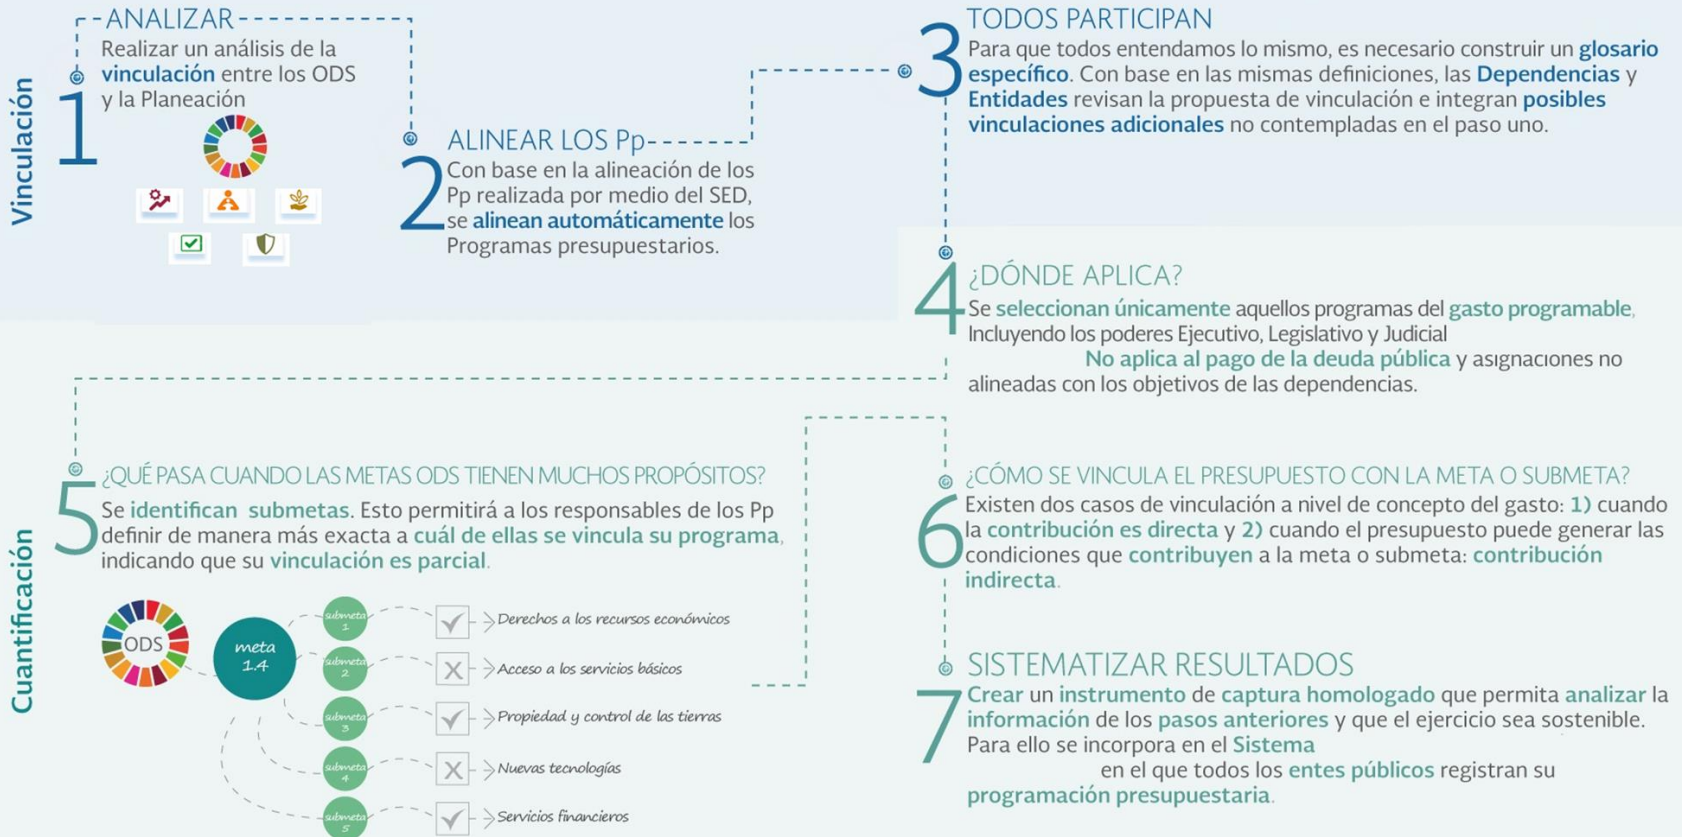 Vinculación
1
ANALIZAR
Realizar un análisis de la
vinculación entre los ODS
y la Planeación
2
ALINEAR LOS Pp
Con base en la alineación de los
Pp realizada por medio del SED,
se alinean automáticamente los
Programas presupuestarios.
3
TODOS PARTICIPAN
Para que todos entendamos lo mismo, es necesario construir un glosario
específico. Con base en las mismas definiciones, las Dependencias y
Entidades revisan la propuesta de vinculación e integran posibles
vinculaciones adicionales no contempladas en el paso uno.
4
¿DÓNDE APLICA?
Se seleccionan únicamente aquellos programas del gasto programable,
Incluyendo los poderes Ejecutivo, Legislativo y Judicial
No aplica al pago de la deuda pública y asignaciones no
alineadas con los objetivos de las dependencias.
Cuantificación
5
¿QUÉ PASA CUANDO LAS METAS ODS TIENEN MUCHOS PROPÓSITOS?
Se identifican submetas. Esto permitirá a los responsables de los Pp
definir de manera más exacta a cuál de ellas se vincula su programa,
indicando que su vinculación es parcial.
ODS
meta
1.4
submeta
1
Derechos a los recursos económicos
submeta
2
Acceso a los servicios básicos
submeta
3
Propiedad y control de las tierras
submeta
4
Nuevas tecnologías
submeta
5
Servicios financieros
6
¿CÓMO SE VINCULA EL PRESUPUESTO CON LA META O SUBMETA?
Existen dos casos de vinculación a nivel de concepto del gasto: 1) cuando
la contribución es directa y 2) cuando el presupuesto puede generar las
condiciones que contribuyen a la meta o submeta: contribución
indirecta.
7
SISTEMATIZAR RESULTADOS
Crear un instrumento de captura homologado que permita analizar la
información de los pasos anteriores y que el ejercicio sea sostenible.
Para ello se incorpora en el Sistema
en el que todos los entes públicos registran su
programación presupuestaria.